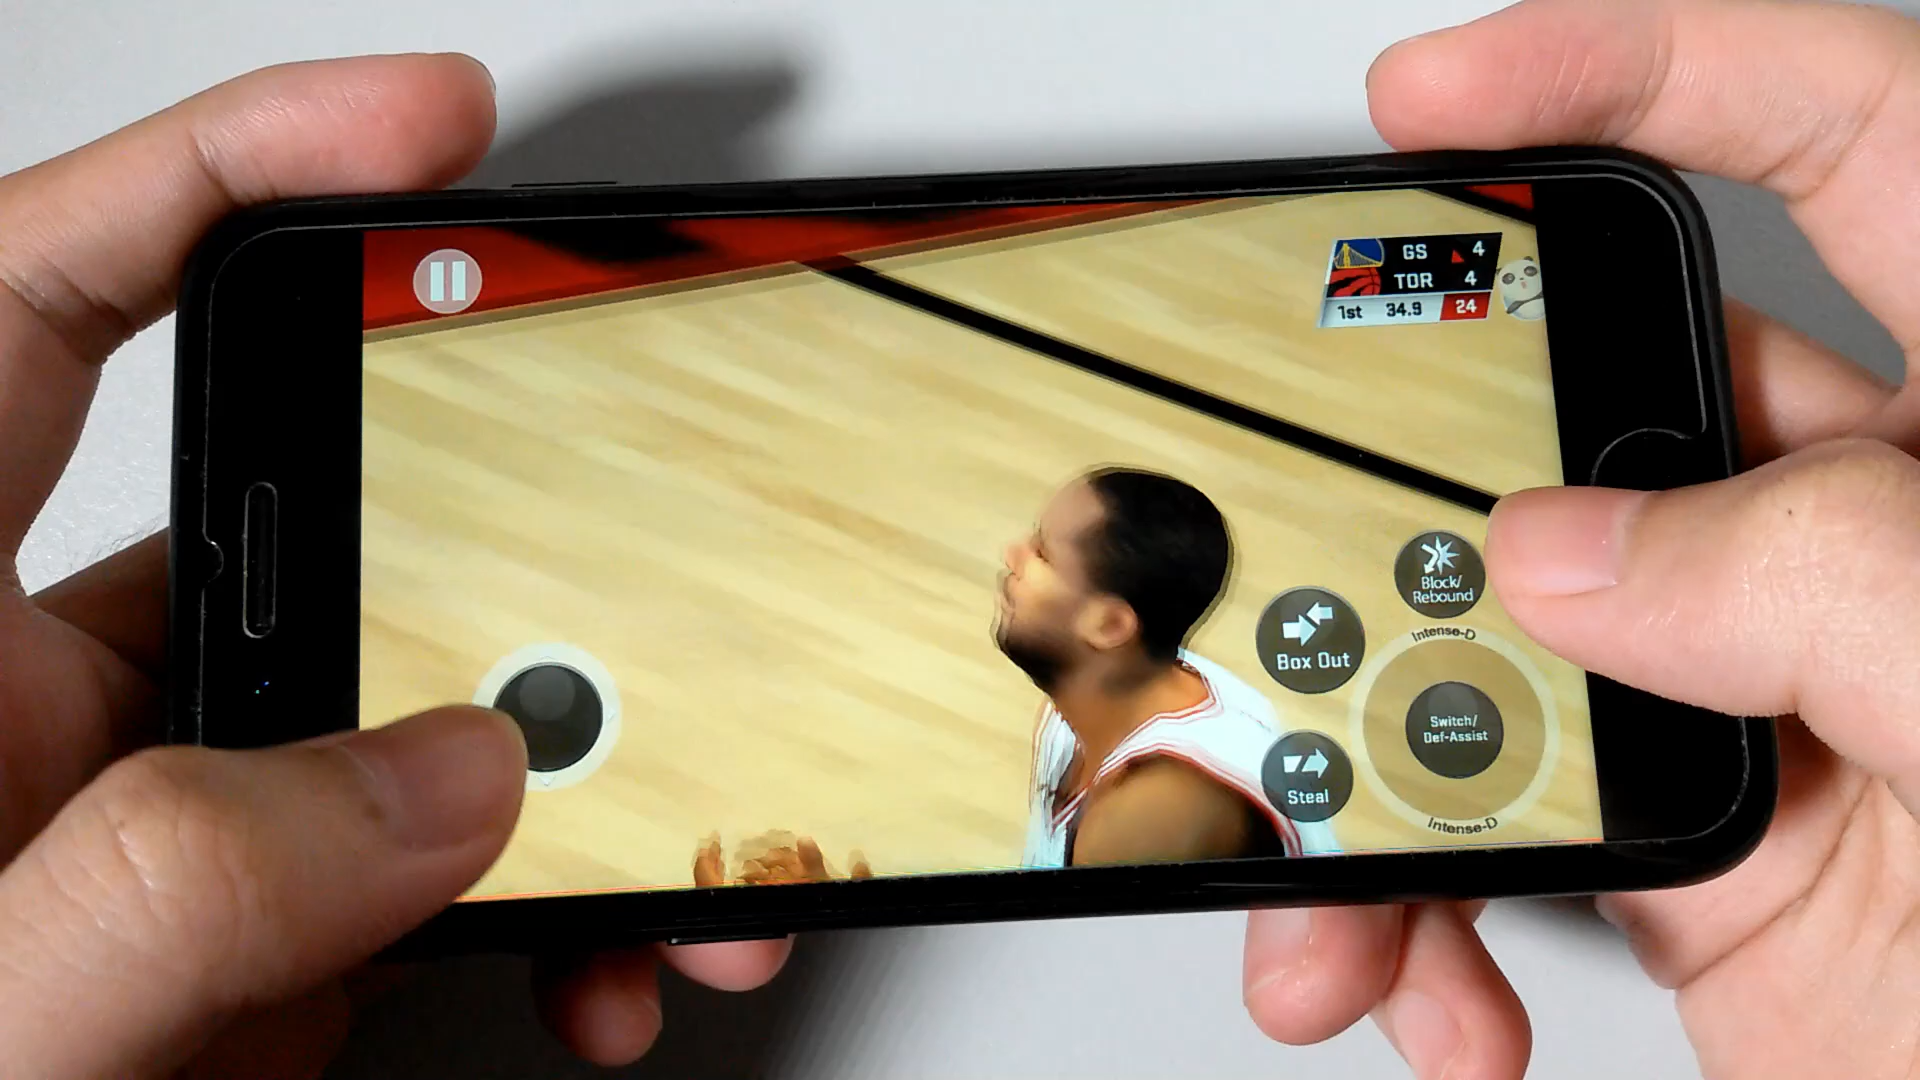 GS 4
TOR 4
1st 34.9 24
Block/
Rebound
Intense-D
Box Out
Switch/
Def-Assist
Steal
Intense-D